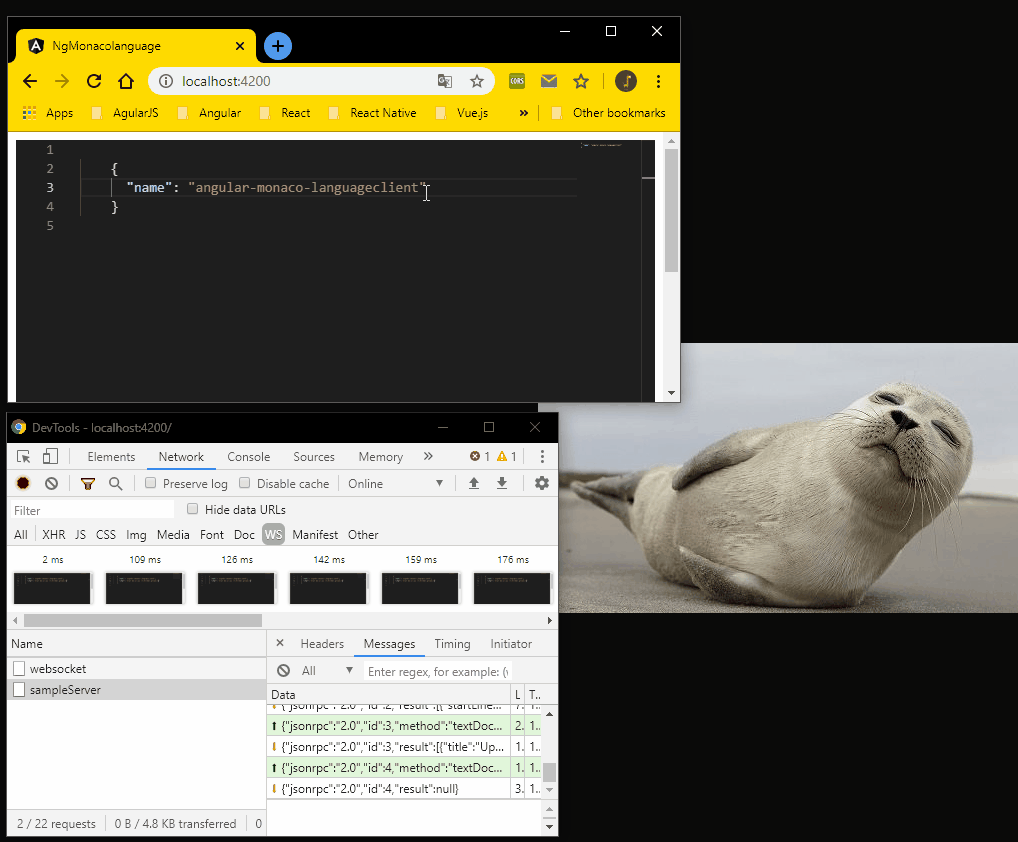 NgMonacolanguage
localhost:4200
CORS
Apps AgularJS Angular React React Native Vue.js » Other bookmarks
1
2 {
3 "name": "angular-monaco-languageclient"
4 }
5
DevTools - localhost:4200/
Elements Network Console Sources Memory » 1 1
Preserve log Disable cache Online
Filter Hide data URLs
All XHR JS CSS Img Media Font Doc WS Manifest Other
2 ms 109 ms 126 ms 142 ms 159 ms 176 ms
Name
websocket
sampleServer
2 / 22 requests 0 B / 4.8 KB transferred 0
× Headers Messages Timing Initiator
All Enter regex, for example: (
Data L T...
{"jsonrpc":"2.0","id":2,"result":[{"startLine...
{"jsonrpc":"2.0","id":3,"method":"textDoc... 2. 1..
{"jsonrpc":"2.0","id":3,"result":[{"title":"Up... 1. 1..
{"jsonrpc":"2.0","id":4,"method":"textDoc... 1. 1..
{"jsonrpc":"2.0","id":4,"result":null} 3. 1..